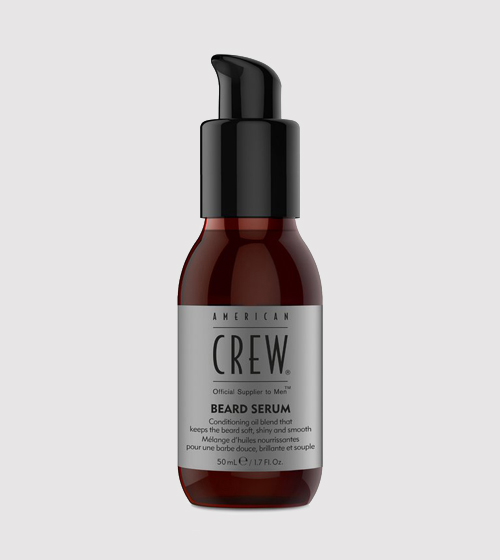 AMERICAN
CREW®
Official Supplier to Men™
BEARD SERUM
Conditioning oil blend that
keeps the beard soft, shiny and smooth
Mélange d'huiles nourrissantes
pour une barbe douce, brillante et souple
50 mL ℮ / 1.7 Fl. Oz.